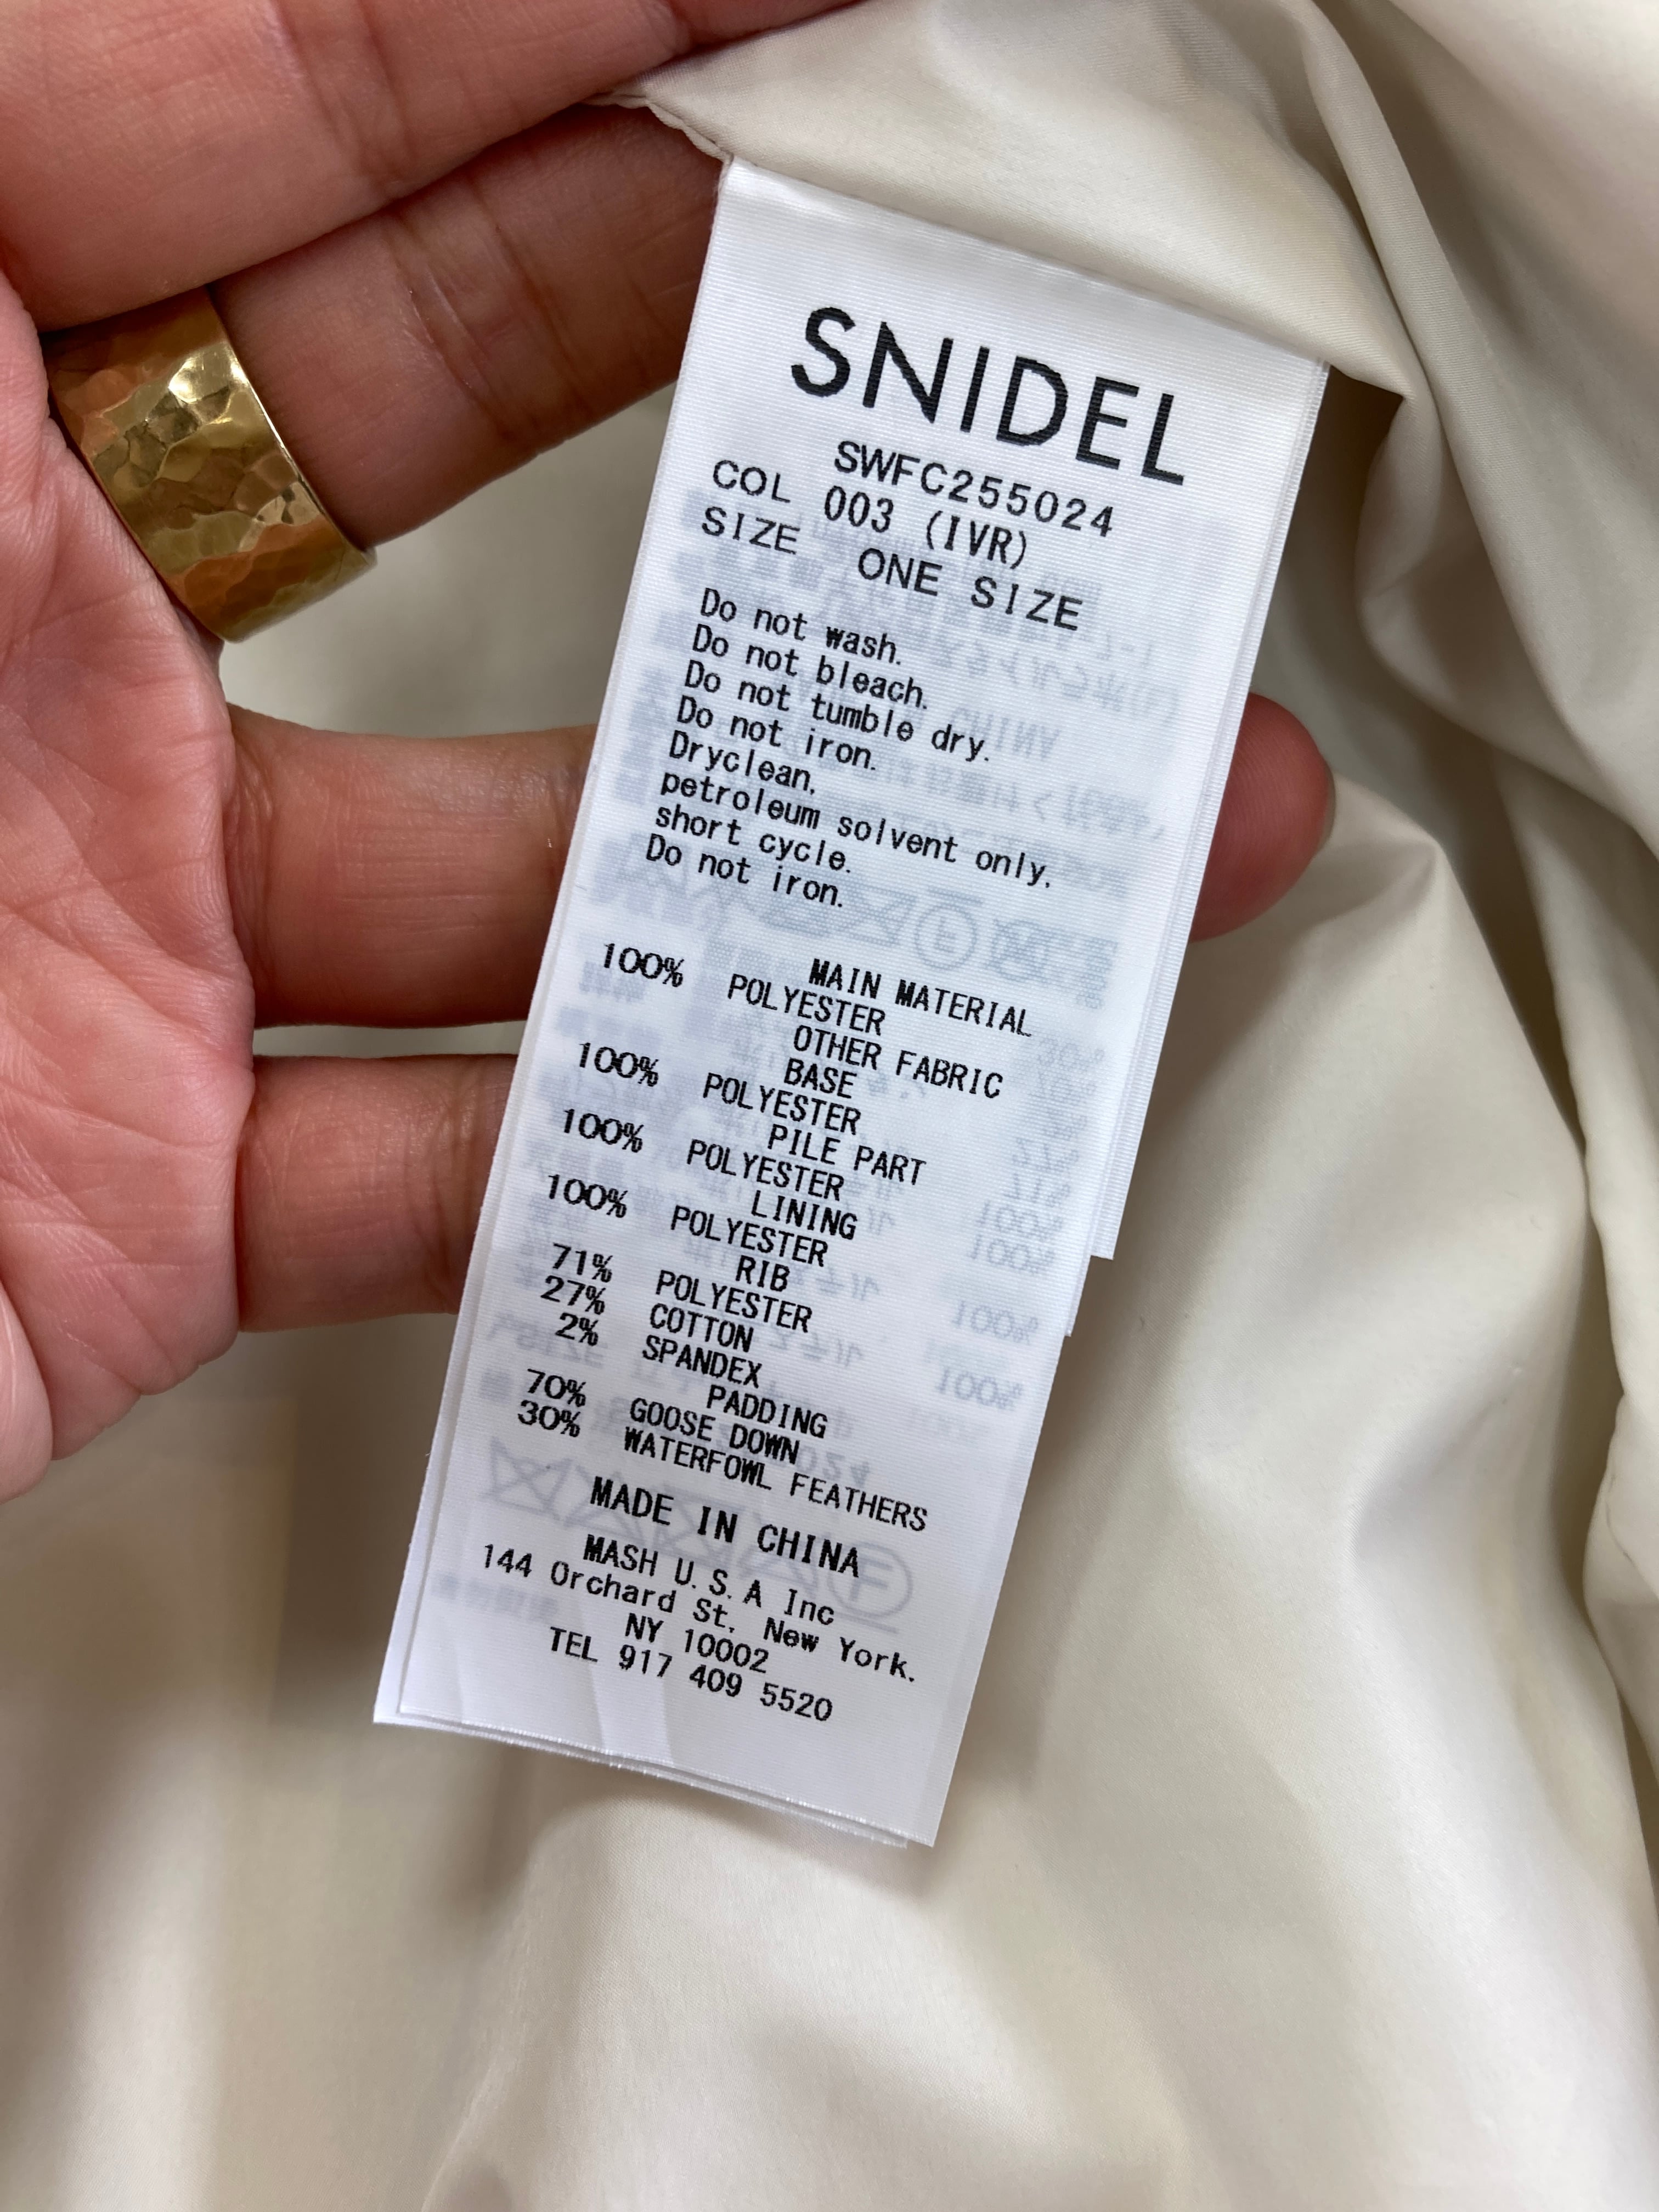 SNIDEL
SWFC255024
COL 003 (IVR)
SIZE ONE SIZE
Do not wash.
Do not bleach.
Do not tumble dry.
Do not iron.
Dryclean,
petroleum solvent only,
short cycle.
Do not iron.
MAIN MATERIAL
100% POLYESTER
OTHER FABRIC
BASE
100% POLYESTER
PILE PART
100% POLYESTER
LINING
100% POLYESTER
RIB
71% POLYESTER
27% COTTON
2% SPANDEX
PADDING
70% GOOSE DOWN
30% WATERFOWL FEATHERS
MADE IN CHINA
MASH U.S.A Inc
144 Orchard St, New York.
NY 10002
TEL 917 409 5520